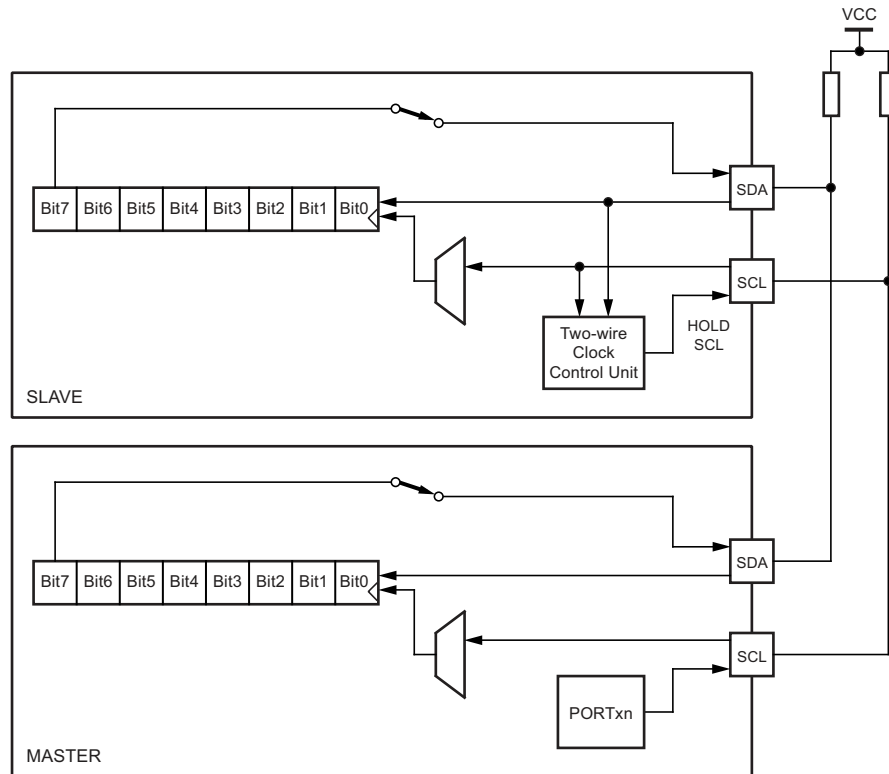 VCC
Bit7 Bit6 Bit5 Bit4 Bit3 Bit2 Bit1 Bit0
SDA
SCL
Two-wire
Clock
Control Unit
HOLD
SCL
SLAVE
Bit7 Bit6 Bit5 Bit4 Bit3 Bit2 Bit1 Bit0
SDA
SCL
PORTxn
MASTER